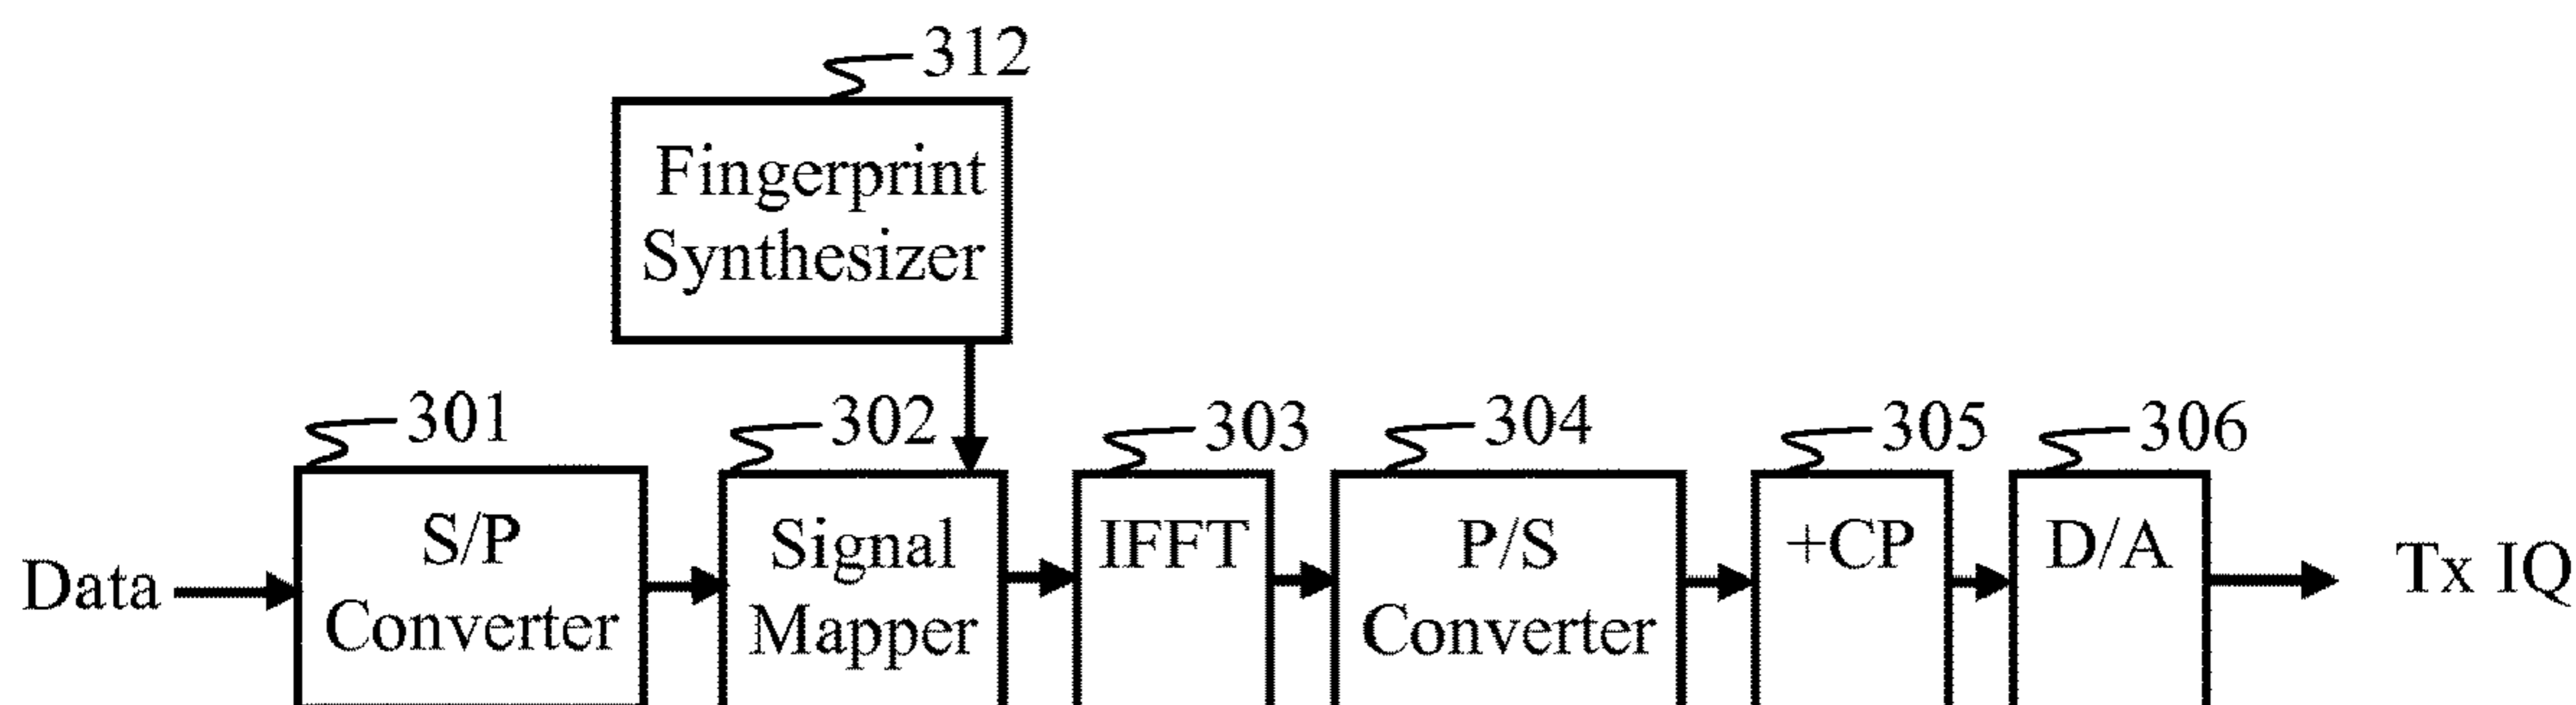 312
Fingerprint
Synthesizer
301
302
303
304
305
306
Data
S/P
Converter
Signal
Mapper
IFFT
P/S
Converter
+CP
D/A
Tx IQ